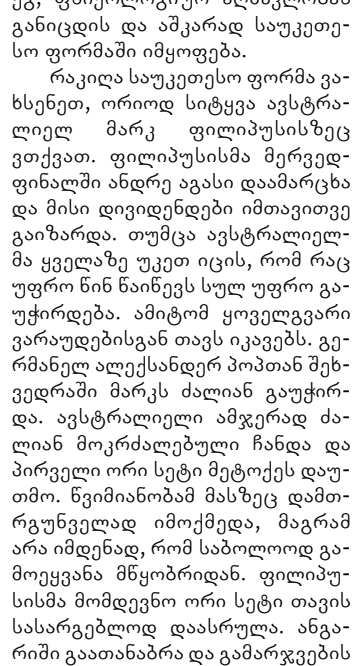 განიცდის და აშკარად საუკეთე-
სო ფორმაში იმყოფება.
რაკიღა საუკეთესო ფორმა ვა-
ხსენეთ, ორიოდ სიტყვა ავსტრა-
ლიელ მარკ ფილიპუსისზეც
ვთქვათ. ფილიპუსისმა მერვედ-
ფინალში ანდრე აგასი დაამარცხა
და მისი დივიდენდები იმთავითვე
გაიზარდა. თუმცა ავსტრალიელ-
მა ყველაზე უკეთ იცის, რომ რაც
უფრო წინ წაიწევს სულ უფრო გა-
უჭირდება. ამიტომ ყოველგვარი
ვარაუდებისგან თავს იკავებს. გე-
რმანელ ალექსანდერ პოპთან შეხ-
ვედრაში მარკს ძალიან გაუჭირ-
და. ავსტრალიელი ამჯერად ძა-
ლიან მოკრძალებული ჩანდა და
პირველი ორი სეტი მეტოქეს დაუ-
თმო. წვიმიანობამ მასზეც დამთ-
რგუნველად იმოქმედა, მაგრამ
არა იმდენად, რომ საბოლოოდ გა-
მოეყვანა მწყობრიდან. ფილიპუ-
სისმა მომდევნო ორი სეტი თავის
სასარგებლოდ დაასრულა. ანგა-
რიში გაათანაბრა და გამარჯვების